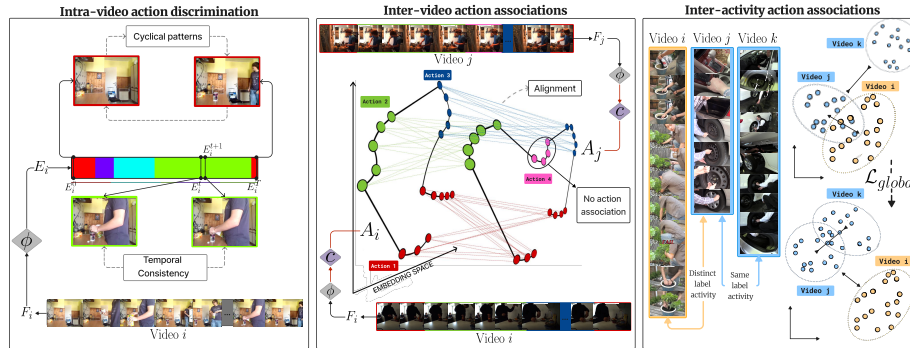 Intra-video action discrimination
Cyclical patterns
E_i^{t+1}
E_i
E_i^t
Temporal
Consistency
ϕ
F_i
Video i
Inter-video action associations
F_j
Video j
ϕ
C
Action 3
Action 2
Alignment
A_j
Action 4
No action
association
A_i
C
Action 1
EMBEDDING SPACE
ϕ
F_i
Video i
Inter-activity action associations
Video i
Video j
Video k
Video k
Video j
Video i
Distinct
label
activity
Same
label
activity
Video k
Video i
Video j